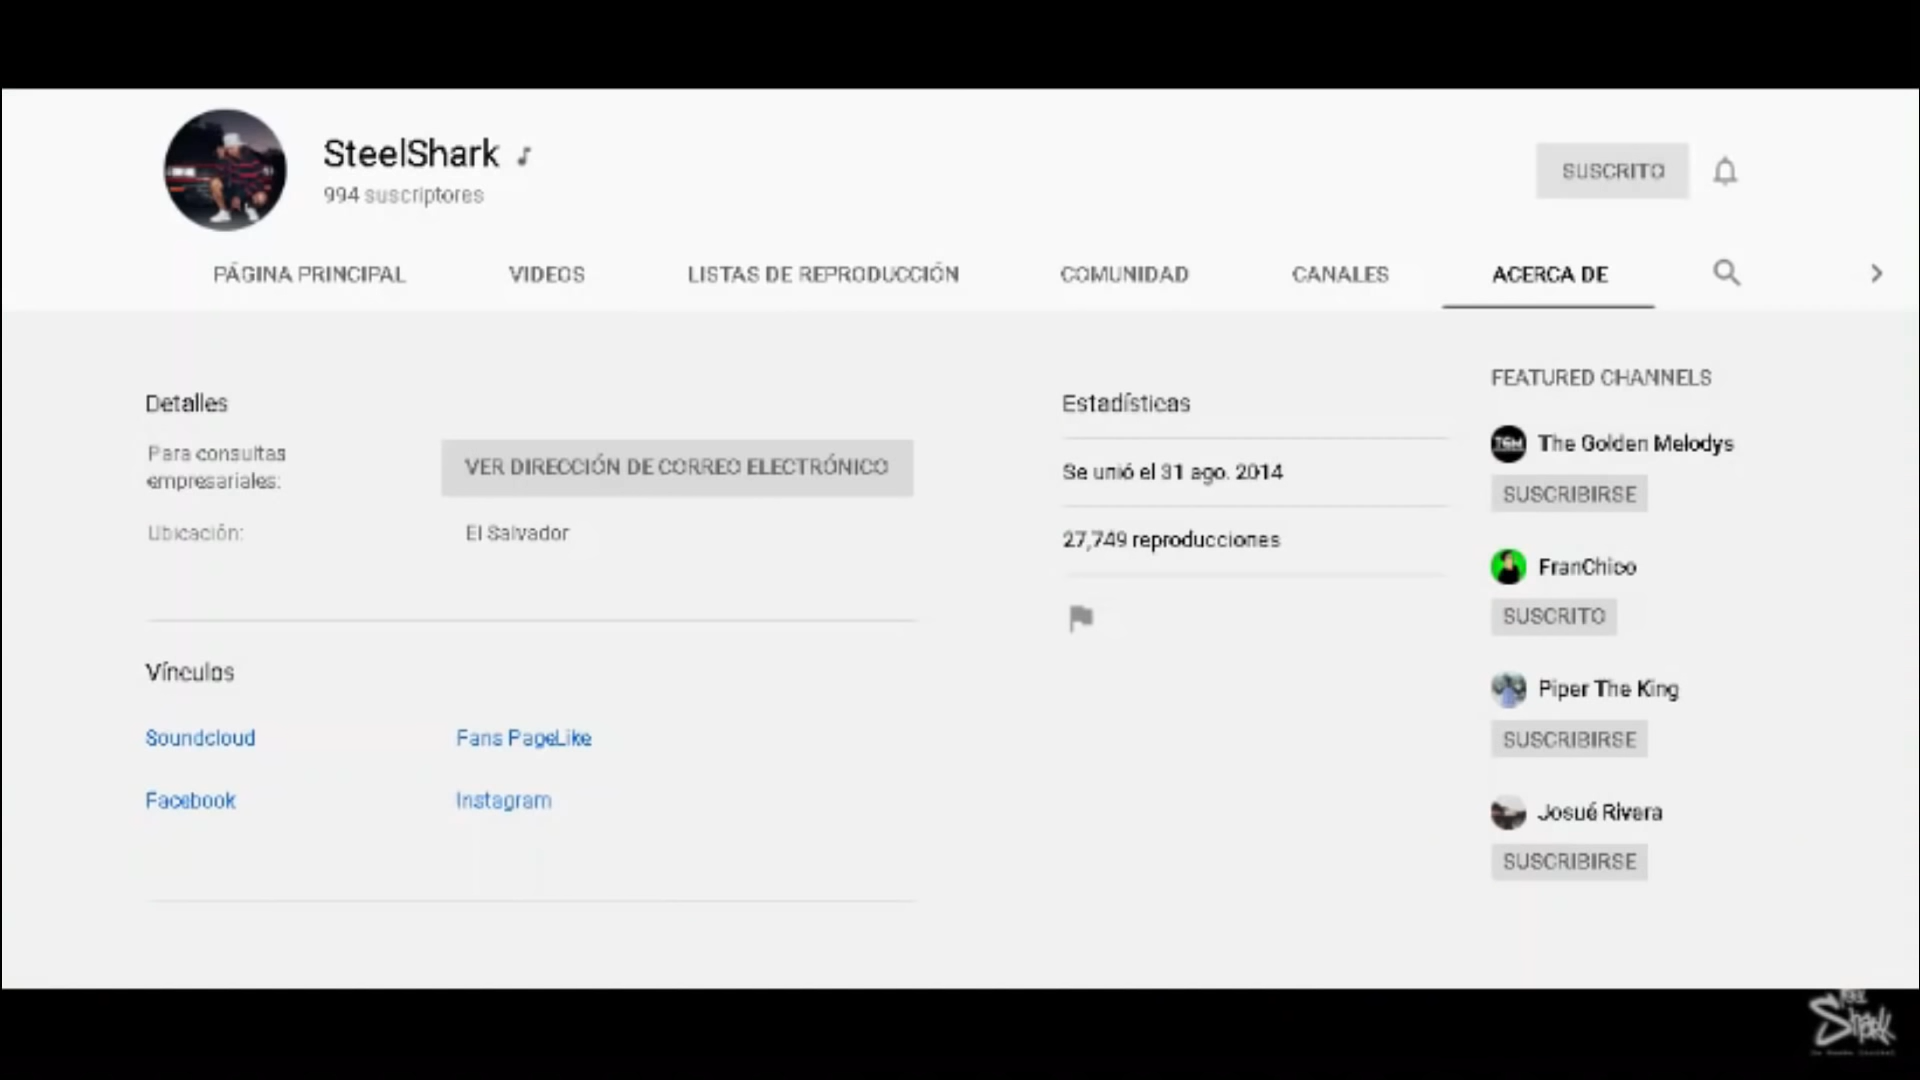 SteelShark
994 suscriptores
SUSCRITO
PÁGINA PRINCIPAL
VIDEOS
LISTAS DE REPRODUCCIÓN
COMUNIDAD
CANALES
ACERCA DE
Detalles
Para consultas
empresariales:
VER DIRECCIÓN DE CORREO ELECTRÓNICO
Ubicación:
El Salvador
Vínculos
Soundcloud
Fans PageLike
Facebook
Instagram
Estadísticas
Se unió el 31 ago. 2014
27,749 reproducciones
FEATURED CHANNELS
TGM
The Golden Melodys
SUSCRIBIRSE
FranChico
SUSCRITO
Piper The King
SUSCRIBIRSE
Josué Rivera
SUSCRIBIRSE
Shark